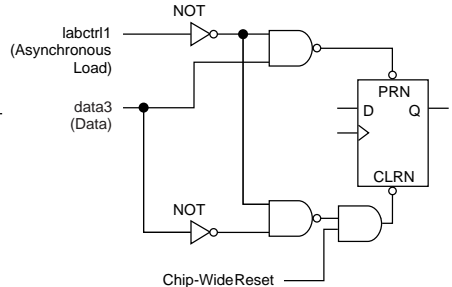 NOT
labctrl1
(Asynchronous
Load)
PRN
data3
(Data)
D
Q
CLRN
NOT
Chip-WideReset